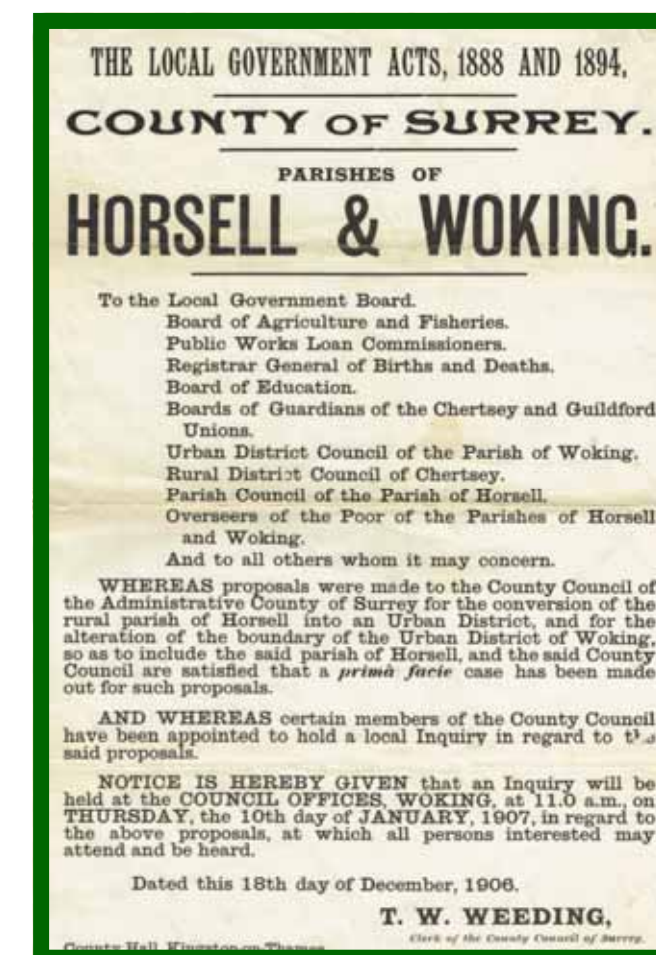 THE LOCAL GOVERNMENT ACTS, 1888 AND 1894.
COUNTY OF SURREY.
PARISHES OF
HORSELL & WOKING.
To the Local Government Board.
Board of Agriculture and Fisheries.
Public Works Loan Commissioners.
Registrar General of Births and Deaths.
Board of Education.
Boards of Guardians of the Chertsey and Guildford
Unions.
Urban District Council of the Parish of Woking.
Rural District Council of Chertsey.
Parish Council of the Parish of Horsell.
Overseers of the Poor of the Parishes of Horsell
and Woking.
And to all others whom it may concern.
WHEREAS proposals were made to the County Council of
the Administrative County of Surrey for the conversion of the
rural parish of Horsell into an Urban District, and for the
alteration of the boundary of the Urban District of Woking,
so as to include the said parish of Horsell, and the said County
Council are satisfied that a primâ facie case has been made
out for such proposals.
AND WHEREAS certain members of the County Council
have been appointed to hold a local Inquiry in regard to the
said proposals.
NOTICE IS HEREBY GIVEN that an Inquiry will be
held at the COUNCIL OFFICES, WOKING, at 11.0 a.m., on
THURSDAY, the 10th day of JANUARY, 1907, in regard to
the above proposals, at which all persons interested may
attend and be heard.
Dated this 18th day of December, 1906.
T. W. WEEDING,
Clerk of the County Council of Surrey.
County Hall, Kingston-on-Thames